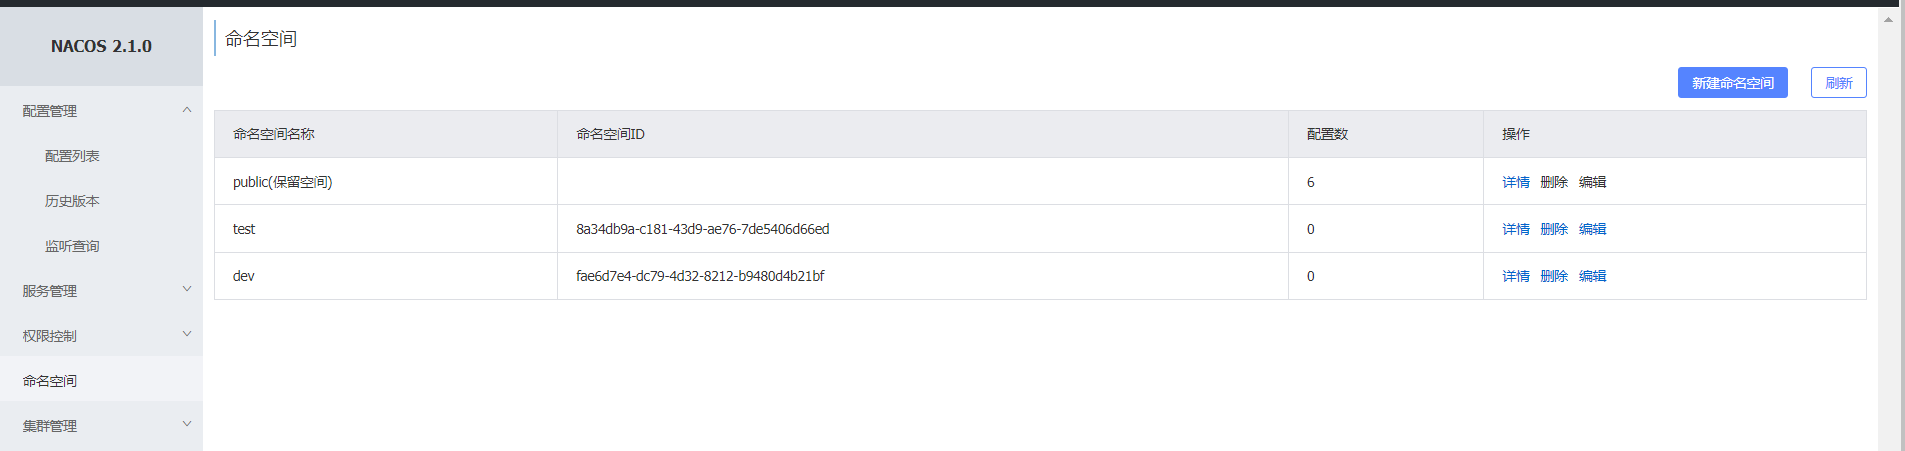 NACOS 2.1.0
配置管理
配置列表
历史版本
监听查询
服务管理
权限控制
命名空间
集群管理
命名空间
新建命名空间 刷新
命名空间名称 命名空间ID 配置数 操作
public(保留空间) 6 详情 删除 编辑
test 8a34db9a-c181-43d9-ae76-7de5406d66ed 0 详情 删除 编辑
dev fae6d7e4-dc79-4d32-8212-b9480d4b21bf 0 详情 删除 编辑